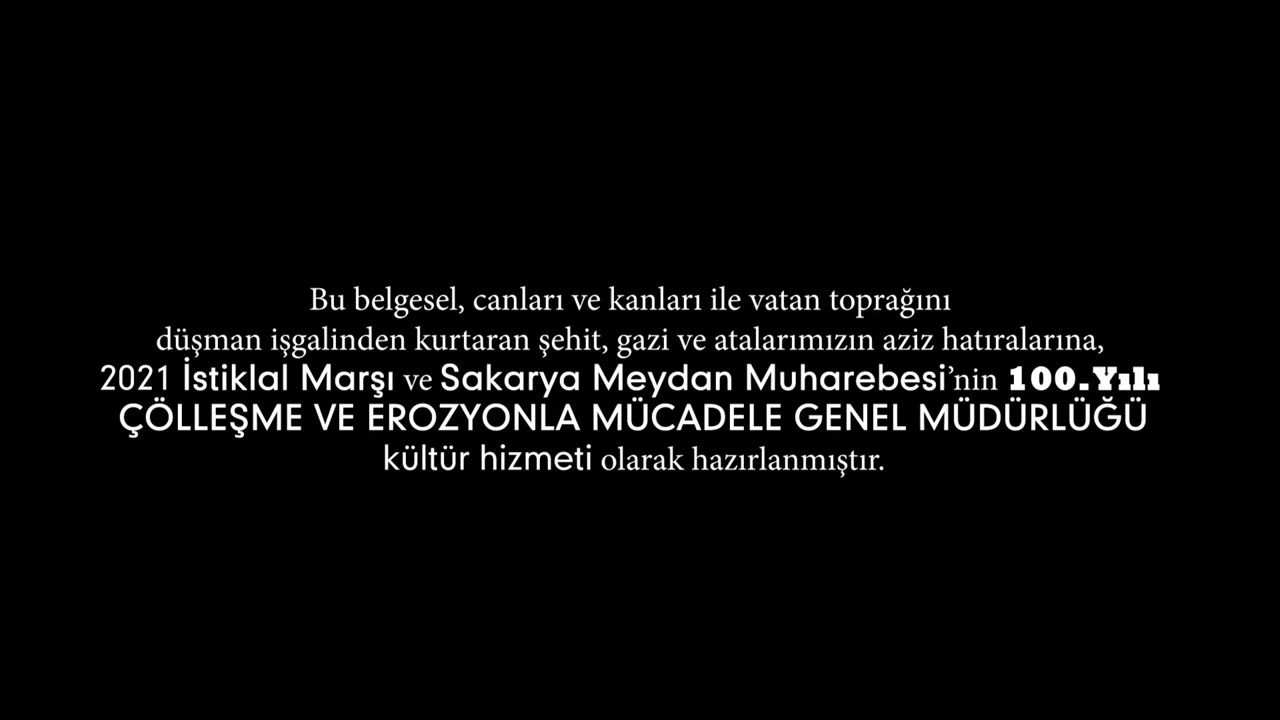 Bu belgesel, canları ve kanları ile vatan toprağını
düşman işgalinden kurtaran şehit, gazi ve atalarımızın aziz hatıralarına,
2021 İstiklal Marşı ve Sakarya Meydan Muharebesi’nin 100.Yılı
ÇÖLLEŞME VE EROZYONLA MÜCADELE GENEL MÜDÜRLÜĞÜ
kültür hizmeti olarak hazırlanmıştır.